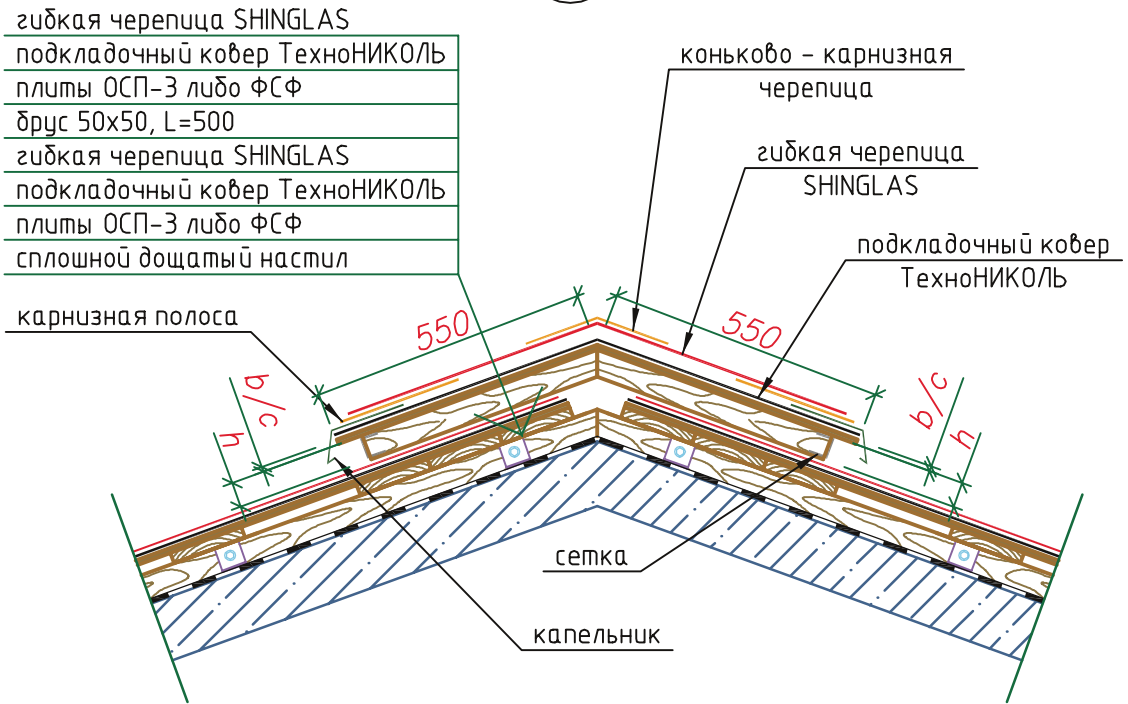 гибкая черепица SHINGLAS
подкладочный ковер ТехноНИКОЛЬ
плиты ОСП-3 либо ФСФ
брус 50х50, L=500
гибкая черепица SHINGLAS
подкладочный ковер ТехноНИКОЛЬ
плиты ОСП-3 либо ФСФ
сплошной дощатый настил
коньково - карнизная
черепица
гибкая черепица
SHINGLAS
подкладочный ковер
ТехноНИКОЛЬ
карнизная полоса
550
550
b/c
h
b/c
h
сетка
капельник